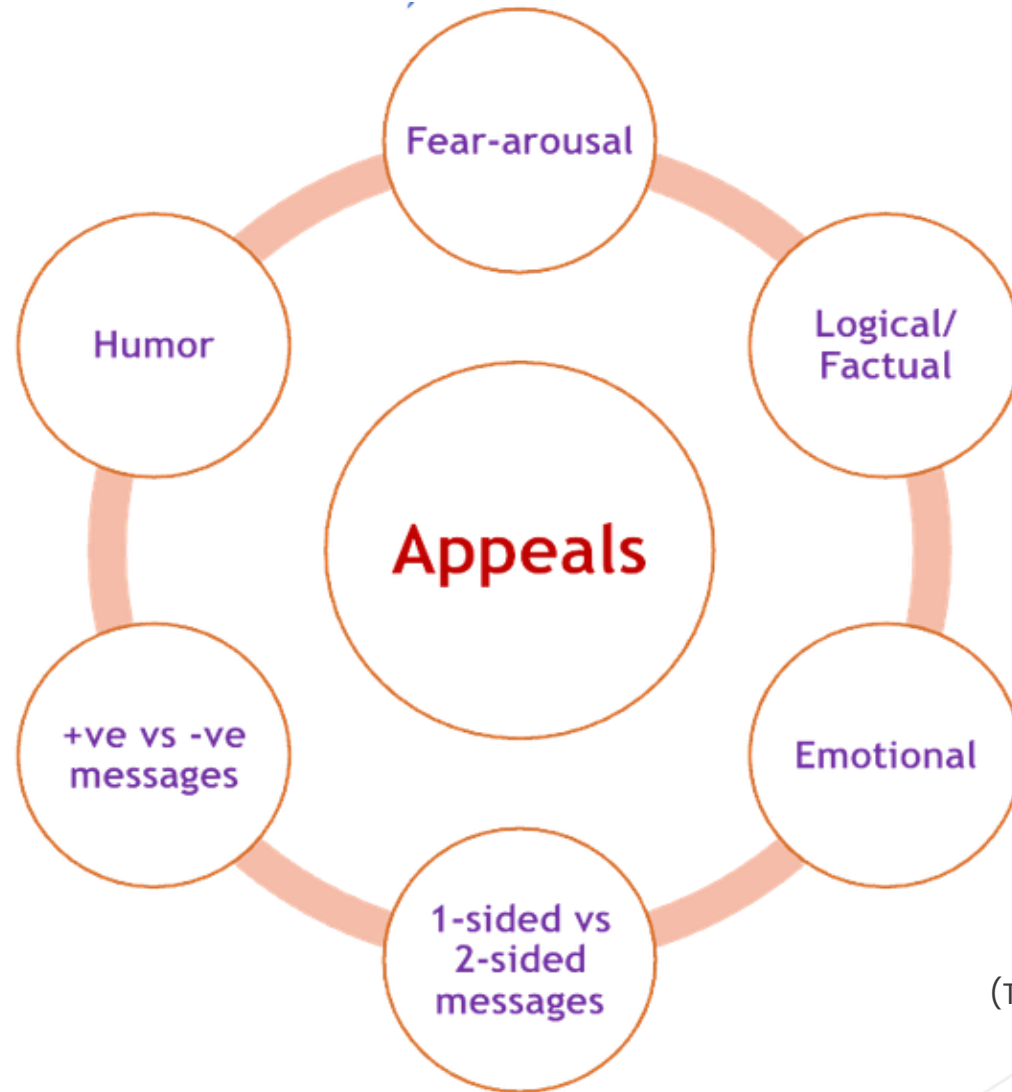 Fear-arousal
Logical/
Factual
Emotional
1-sided vs
2-sided
messages
+ve vs -ve
messages
Humor
Appeals